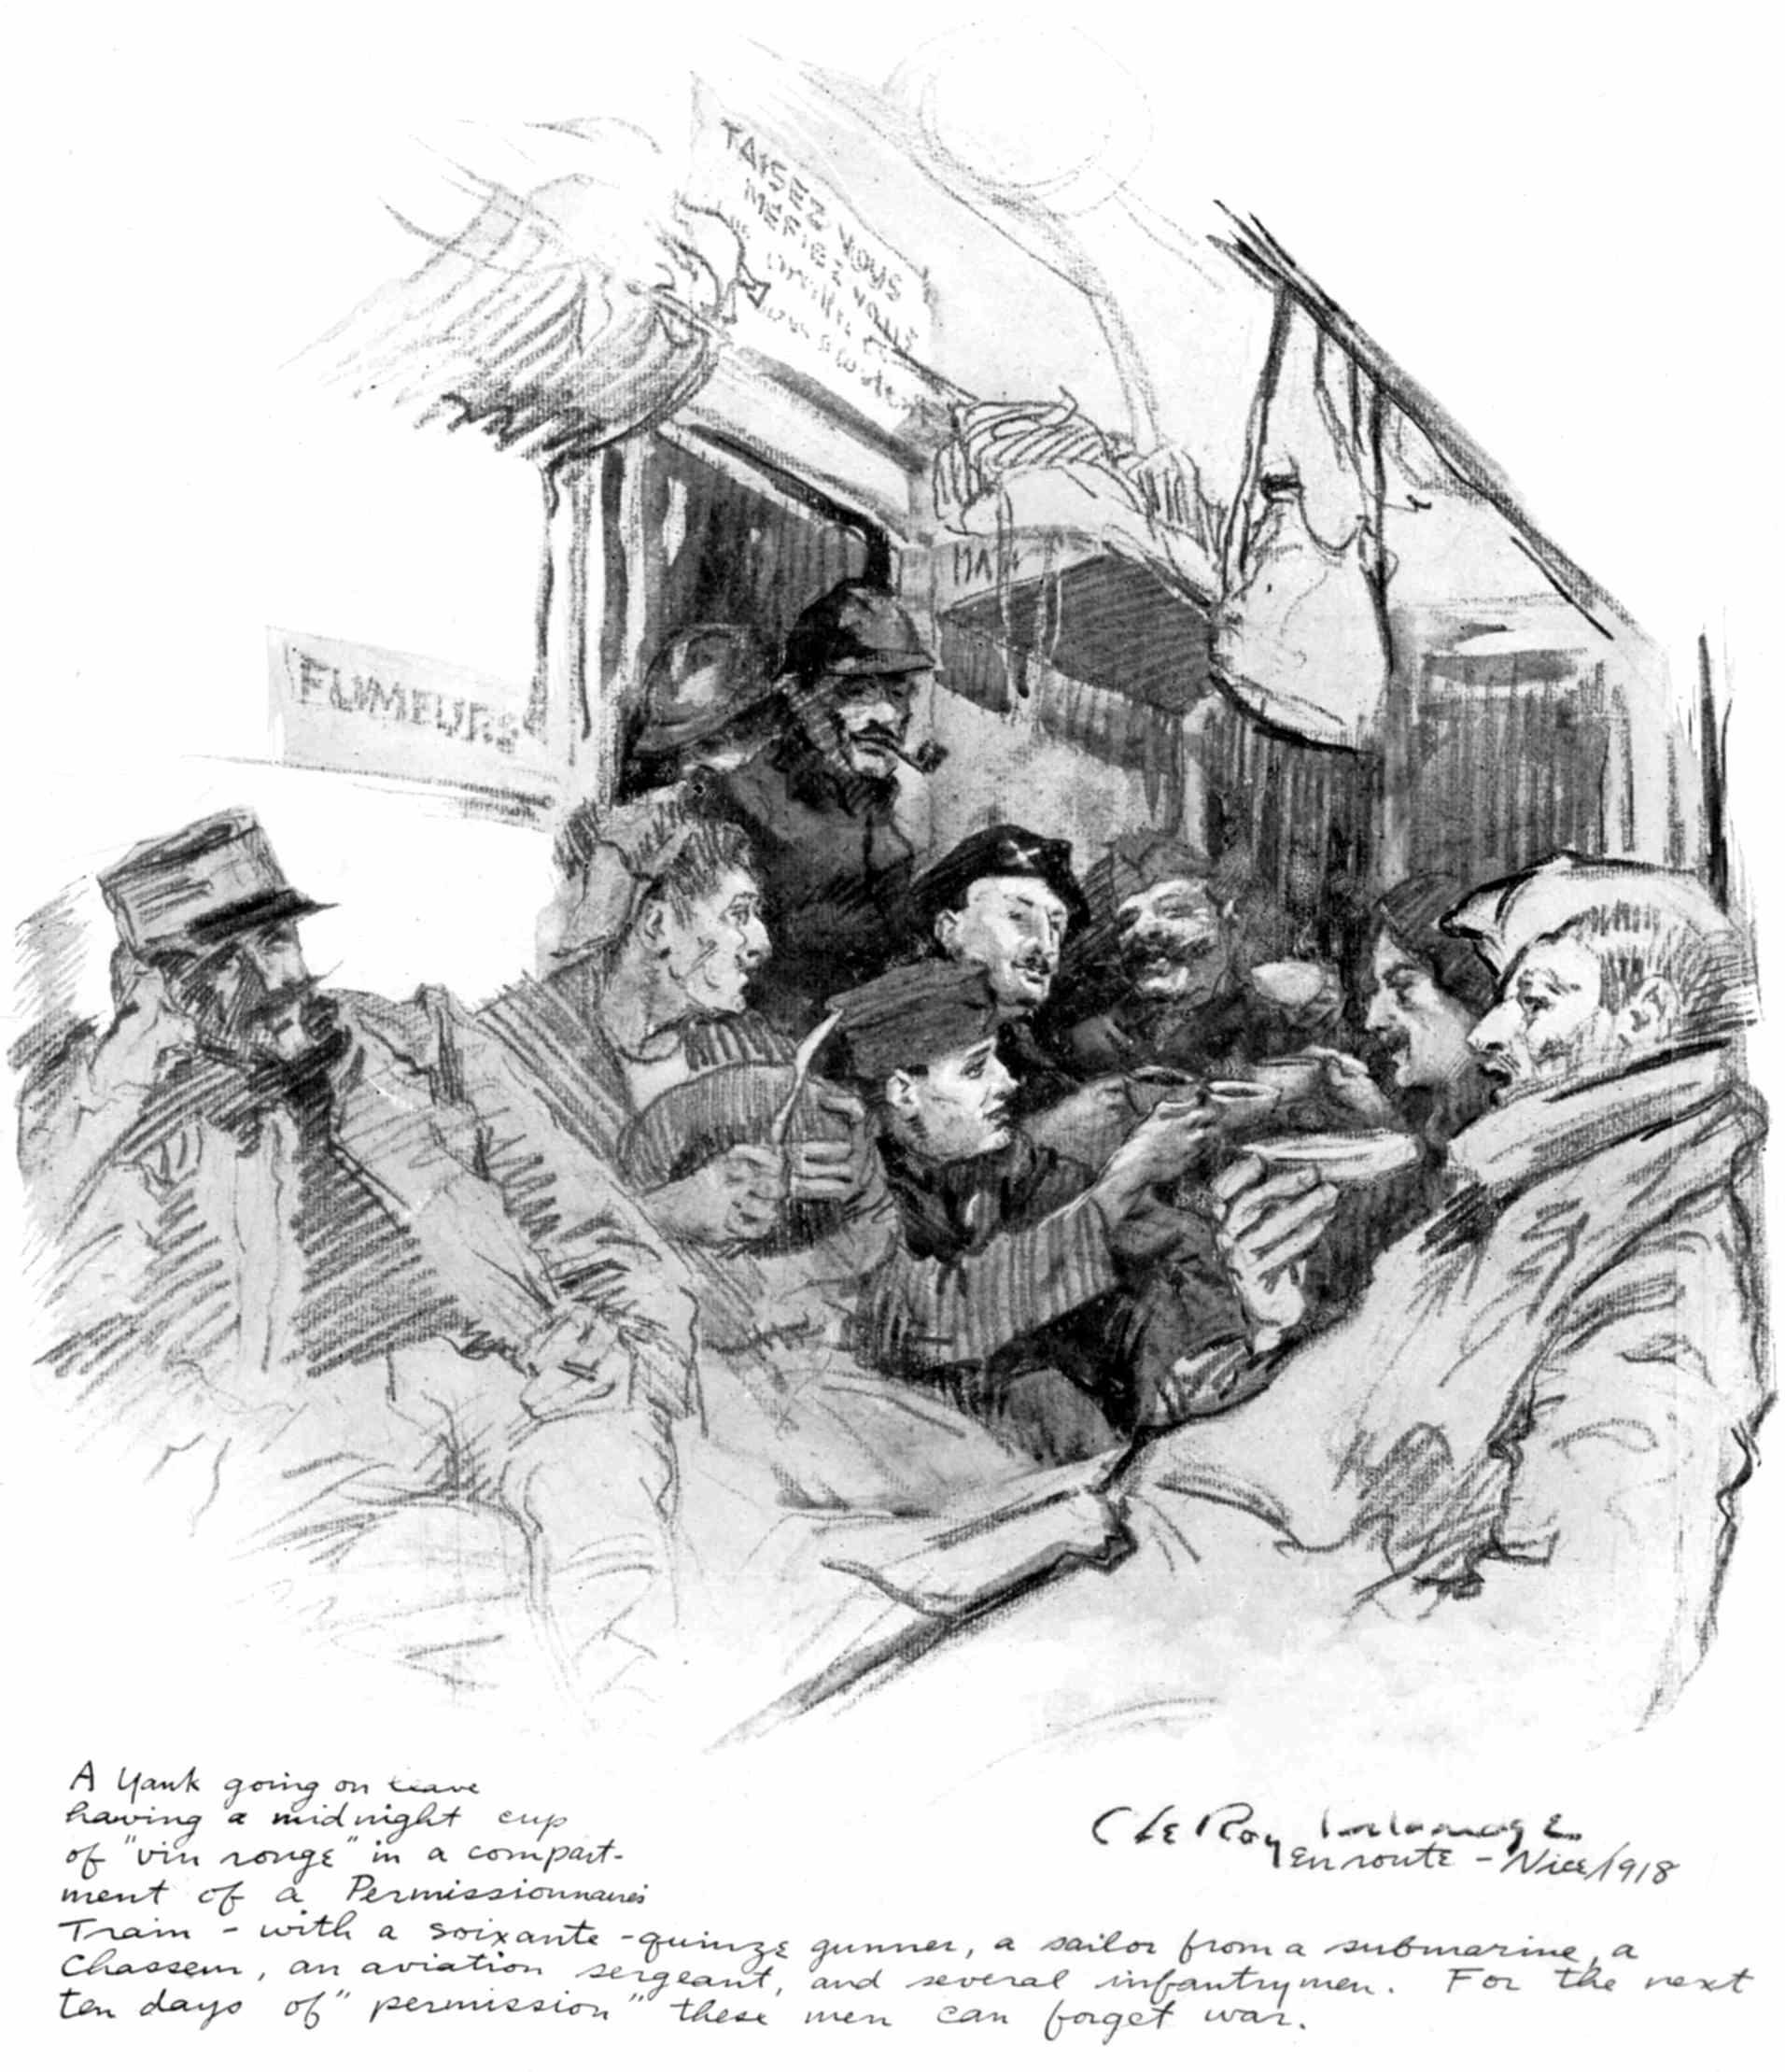 TAISEZ VOUS
MÉFIEZ VOUS
FUMEURS
A Yank going on leave
having a midnight cup
of "vin rouge" in a compart-
ment of a Permissionnaires
Train - with a soixante-quinze gunner, a sailor from a submarine, a
Chasseur, an aviation sergeant, and several infantrymen. For the next
ten days of "permission" these men can forget war.
C LeRoy
En route - Nice/1918